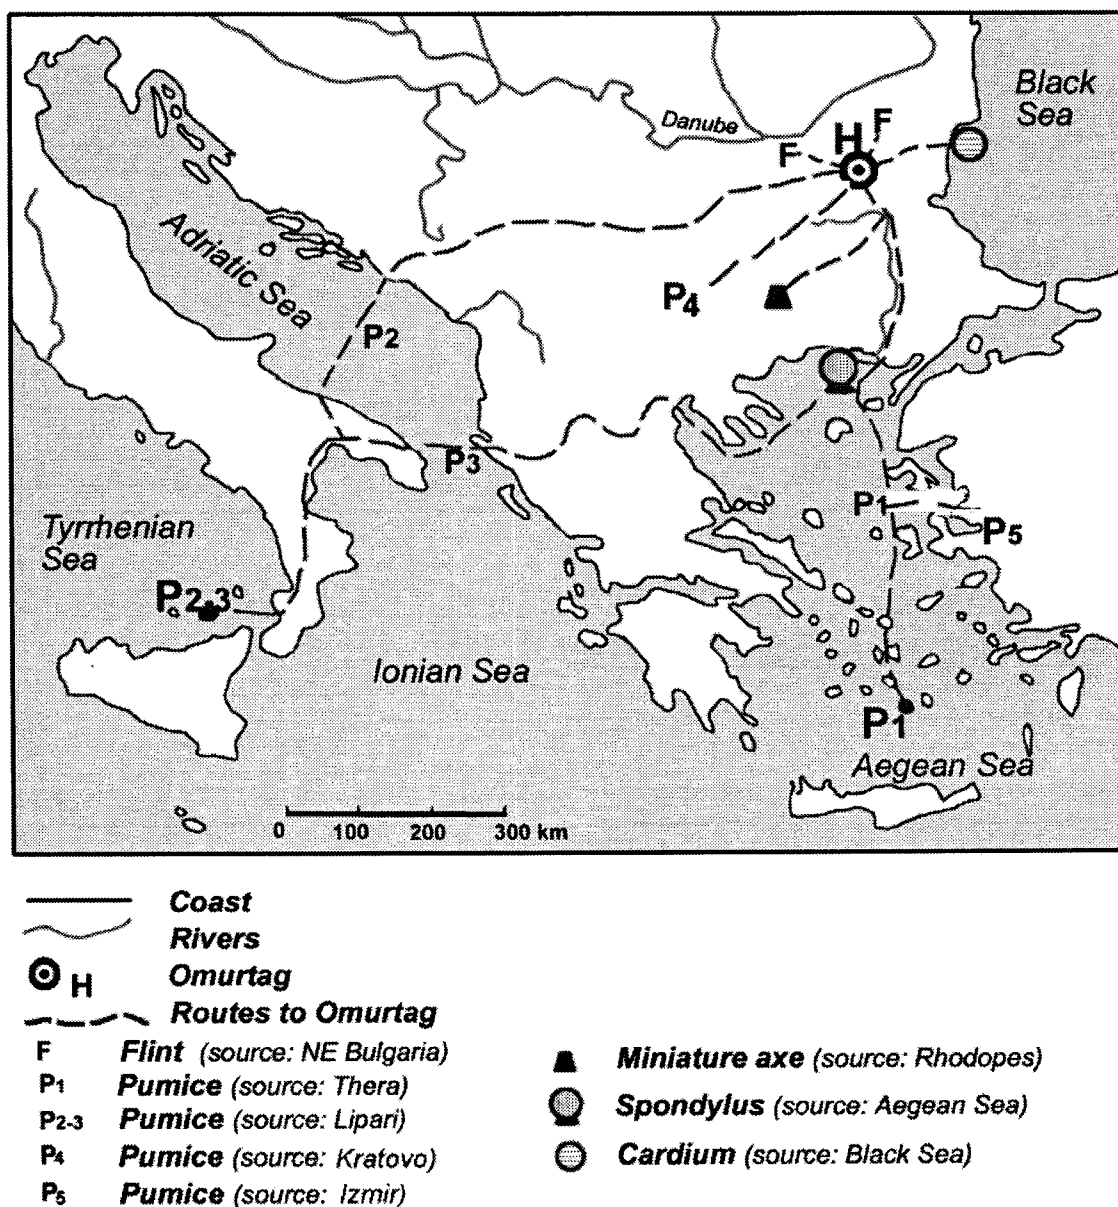 Black
Sea
Danube
F
H
F
Adriatic Sea
P4
P2
P3
Tyrrhenian
Sea
P1
P5
P2-3
Ionian Sea
P1
Aegean Sea
0 100 200 300 km
Coast
Rivers
H Omurtag
Routes to Omurtag
F Flint (source: NE Bulgaria)
P1 Pumice (source: Thera)
P2-3 Pumice (source: Lipari)
P4 Pumice (source: Kratovo)
P5 Pumice (source: Izmir)
Miniature axe (source: Rhodopes)
Spondylus (source: Aegean Sea)
Cardium (source: Black Sea)